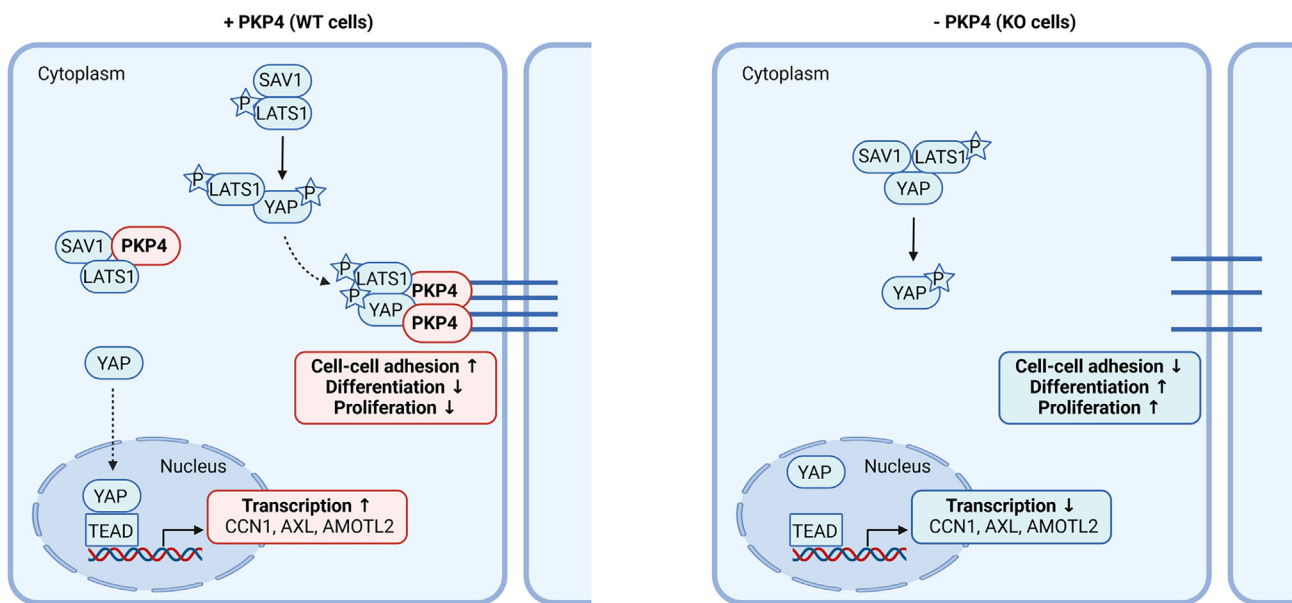 + PKP4 (WT cells)
Cytoplasm
SAV1
P
LATS1
P
LATS1
P
YAP
SAV1
PKP4
LATS1
P
LATS1
PKP4
P
YAP
PKP4
YAP
Cell-cell adhesion ↑
Differentiation ↓
Proliferation ↓
Nucleus
YAP
TEAD
Transcription ↑
CCN1, AXL, AMOTL2
- PKP4 (KO cells)
Cytoplasm
SAV1
LATS1
P
YAP
YAP
P
Cell-cell adhesion ↓
Differentiation ↑
Proliferation ↑
Nucleus
YAP
TEAD
Transcription ↓
CCN1, AXL, AMOTL2